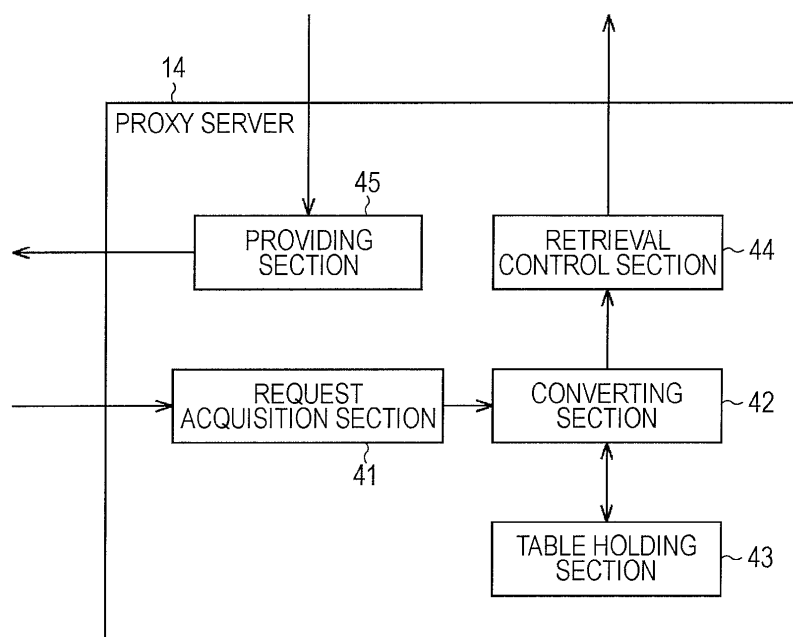 14
PROXY SERVER
45
PROVIDING
SECTION
RETRIEVAL
CONTROL SECTION
44
REQUEST
ACQUISITION SECTION
41
CONVERTING
SECTION
42
TABLE HOLDING
SECTION
43